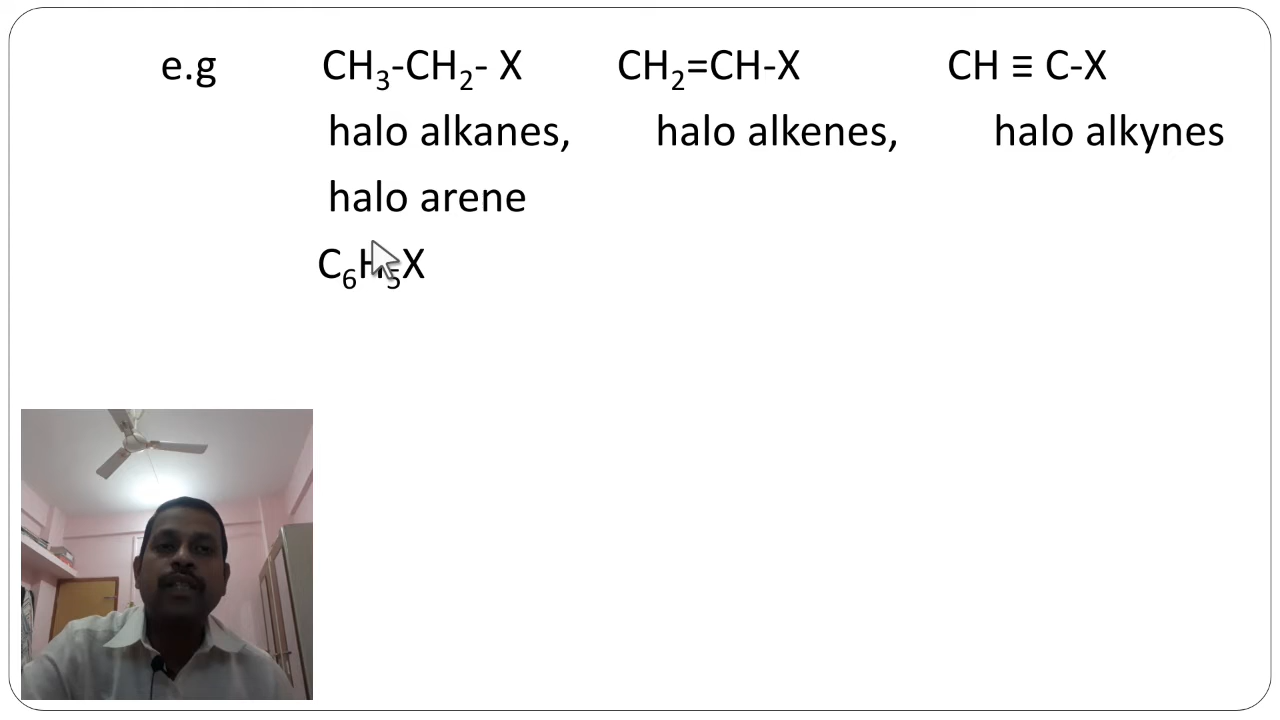 e.g CH₃-CH₂- X CH₂=CH-X CH ≡ C-X
halo alkanes, halo alkenes, halo alkynes
halo arene
C₆H₅X